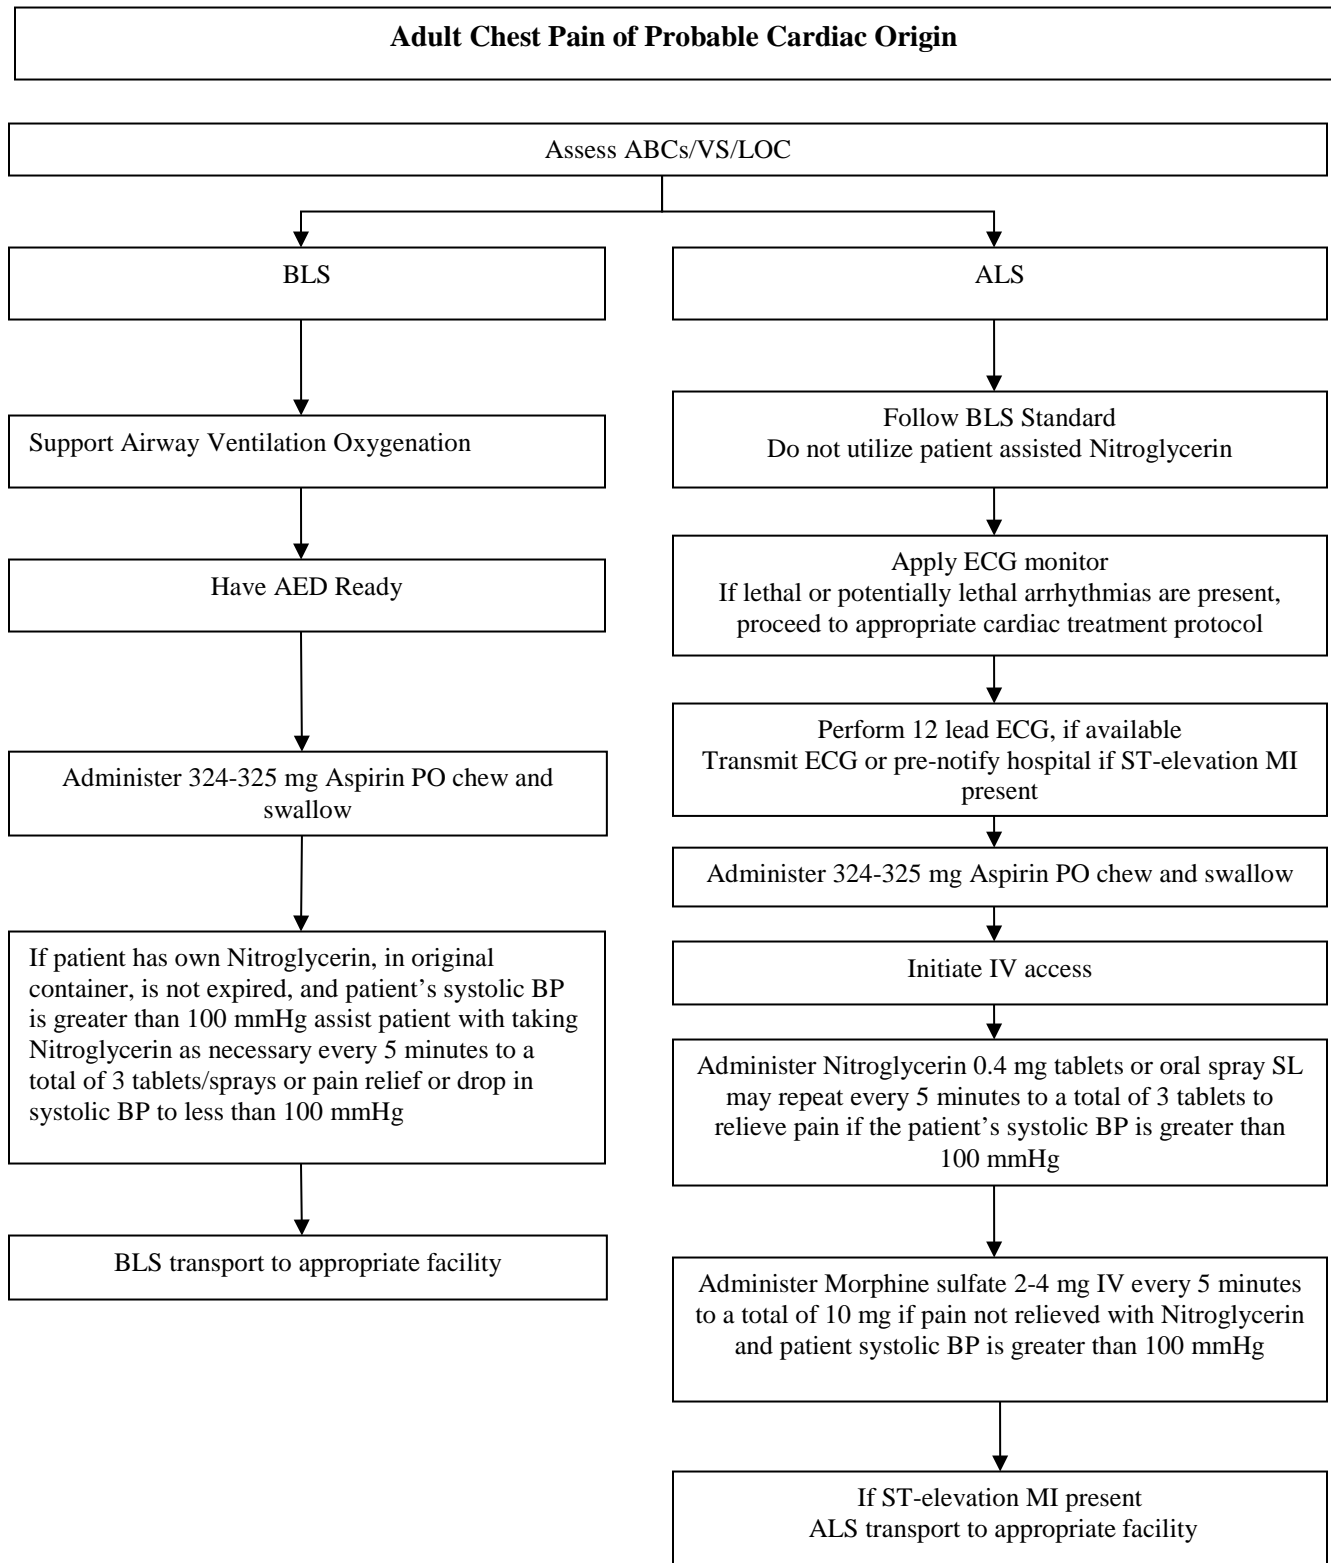 Adult Chest Pain of Probable Cardiac Origin
Assess ABCs/VS/LOC
BLS
Support Airway Ventilation Oxygenation
Have AED Ready
Administer 324-325 mg Aspirin PO chew and
swallow
If patient has own Nitroglycerin, in original
container, is not expired, and patient’s systolic BP
is greater than 100 mmHg assist patient with taking
Nitroglycerin as necessary every 5 minutes to a
total of 3 tablets/sprays or pain relief or drop in
systolic BP to less than 100 mmHg
BLS transport to appropriate facility
ALS
Follow BLS Standard
Do not utilize patient assisted Nitroglycerin
Apply ECG monitor
If lethal or potentially lethal arrhythmias are present,
proceed to appropriate cardiac treatment protocol
Perform 12 lead ECG, if available
Transmit ECG or pre-notify hospital if ST-elevation MI
present
Administer 324-325 mg Aspirin PO chew and swallow
Initiate IV access
Administer Nitroglycerin 0.4 mg tablets or oral spray SL
may repeat every 5 minutes to a total of 3 tablets to
relieve pain if the patient’s systolic BP is greater than
100 mmHg
Administer Morphine sulfate 2-4 mg IV every 5 minutes
to a total of 10 mg if pain not relieved with Nitroglycerin
and patient systolic BP is greater than 100 mmHg
If ST-elevation MI present
ALS transport to appropriate facility